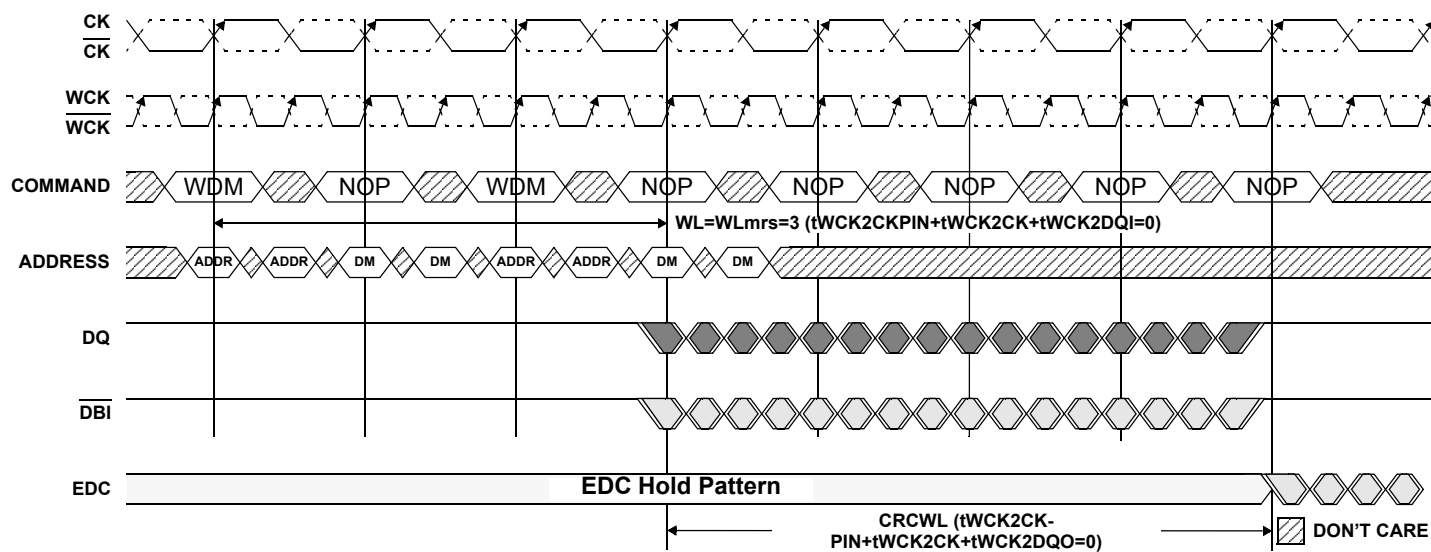 CK
CK
WCK
WCK
COMMAND WDM NOP WDM NOP NOP NOP NOP NOP
WL=WLmrs=3 (tWCK2CKPIN+tWCK2CK+tWCK2DQI=0)
ADDRESS ADDR ADDR DM DM ADDR ADDR DM DM
DQ
DBI
EDC EDC Hold Pattern
CRCWL (tWCK2CK-
PIN+tWCK2CK+tWCK2DQO=0)
DON'T CARE